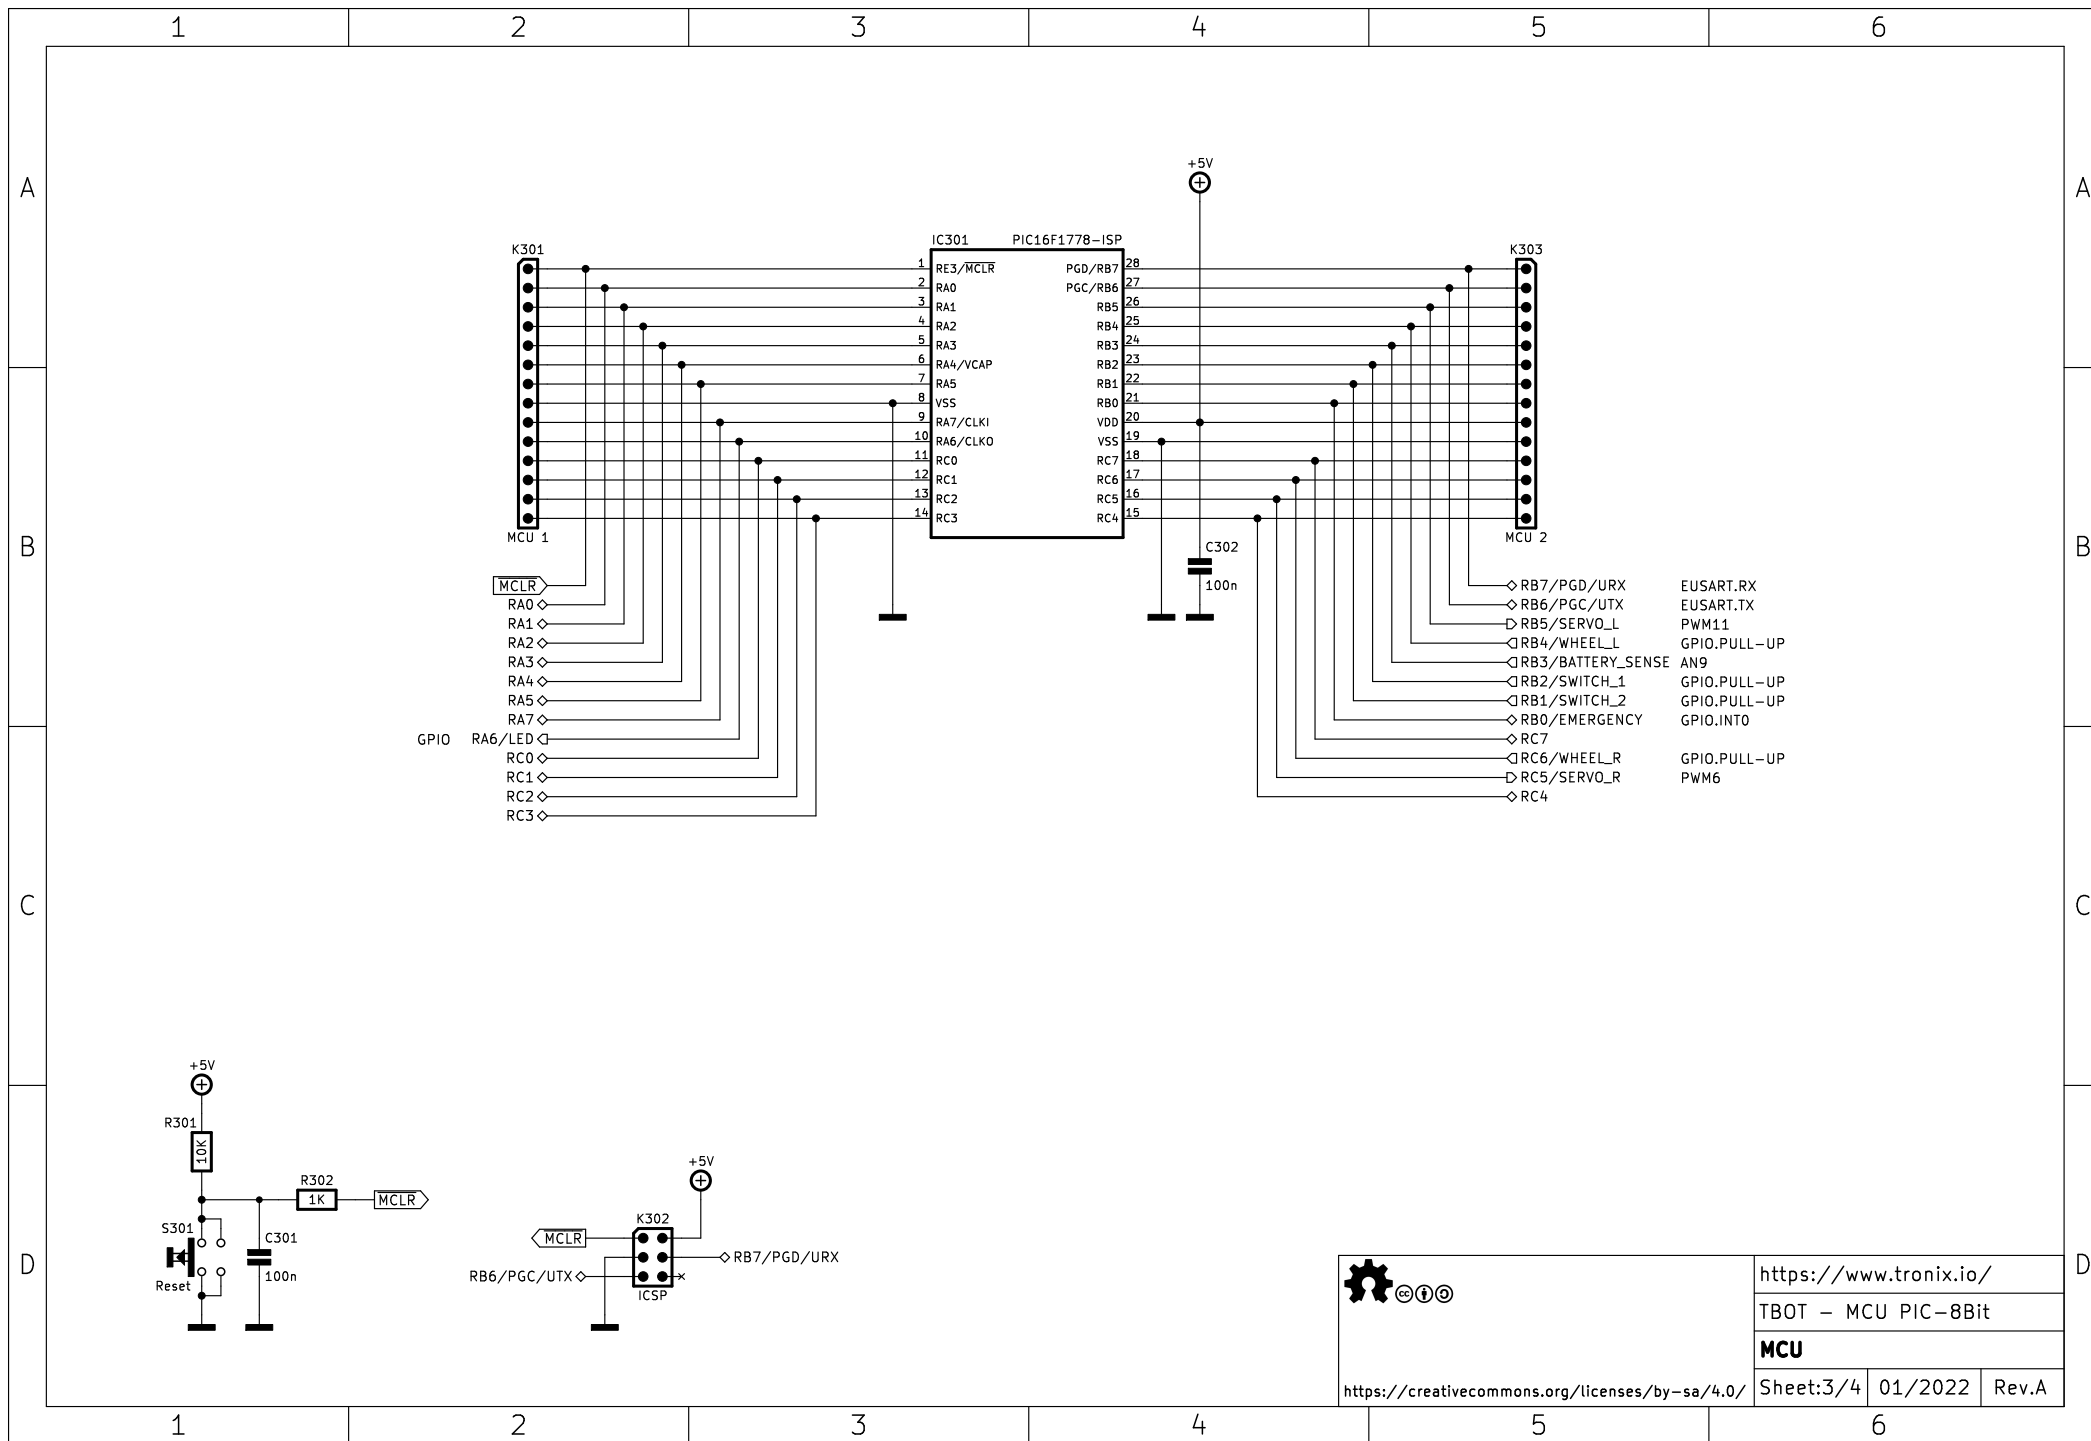 1 2 3 4 5 6
A A
+5V
K301
IC301 PIC16F1778-ISP
K303
1 RE3/MCLR PGD/RB7 28
2 RA0 PGC/RB6 27
3 RA1 RB5 26
4 RA2 RB4 25
5 RA3 RB3 24
6 RA4/VCAP RB2 23
7 RA5 RB1 22
8 VSS RB0 21
9 RA7/CLKI VDD 20
10 RA6/CLKO VSS 19
11 RC0 RC7 18
12 RC1 RC6 17
13 RC2 RC5 16
14 RC3 RC4 15
MCU 1
MCU 2
B B
C302
100n
MCLR
RA0
RA1
RA2
RA3
RA4
RA5
RA7
GPIO RA6/LED
RC0
RC1
RC2
RC3
RB7/PGD/URX EUSART.RX
RB6/PGC/UTX EUSART.TX
RB5/SERVO_L PWM11
RB4/WHEEL_L GPIO.PULL-UP
RB3/BATTERY_SENSE AN9
RB2/SWITCH_1 GPIO.PULL-UP
RB1/SWITCH_2 GPIO.PULL-UP
RB0/EMERGENCY GPIO.INT0
RC7
RC6/WHEEL_R GPIO.PULL-UP
RC5/SERVO_R PWM6
RC4
C C
+5V
R301
10K
R302
1K
MCLR
S301
Reset
C301
100n
+5V
K302
MCLR
RB7/PGD/URX
RB6/PGC/UTX
ICSP
D D
cc
https://creativecommons.org/licenses/by-sa/4.0/
https://www.tronix.io/
TBOT - MCU PIC-8Bit
MCU
Sheet:3/4 01/2022 Rev.A
1 2 3 4 5 6